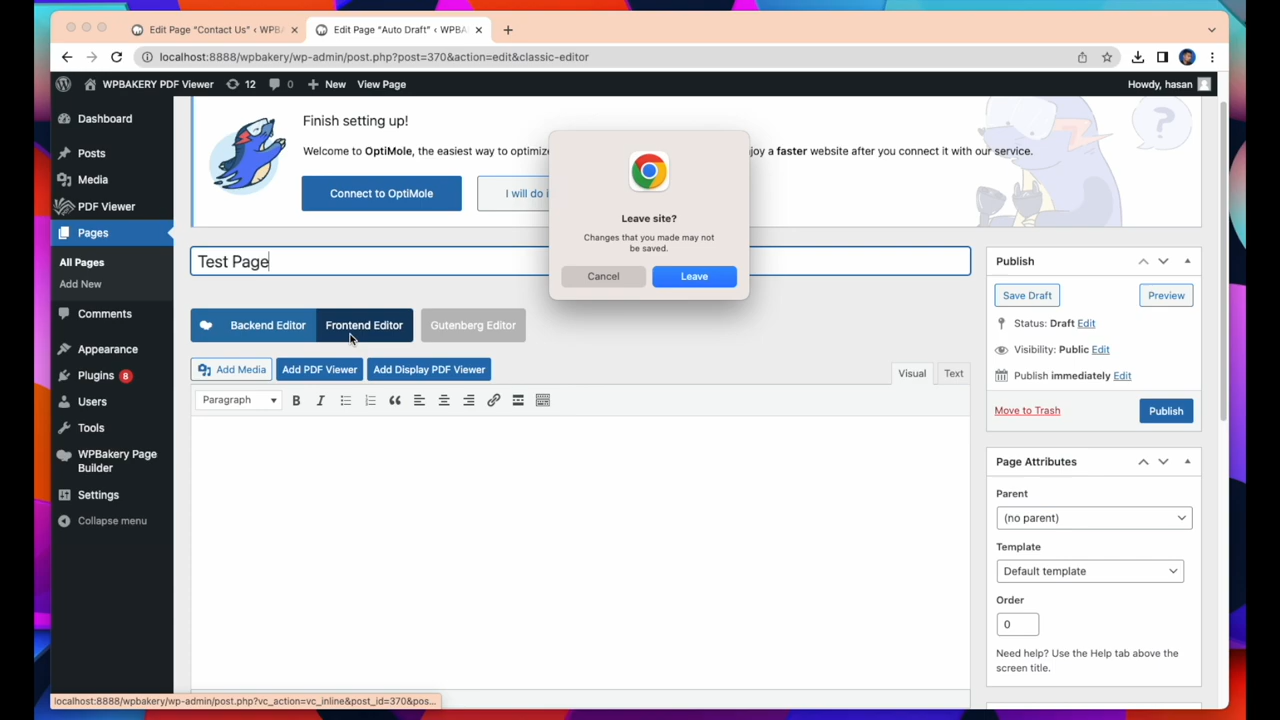 Edit Page “Contact Us” ‹ WPBA
Edit Page “Auto Draft” ‹ WPBA
localhost:8888/wpbakery/wp-admin/post.php?post=370&action=edit&classic-editor
WPBAKERY PDF Viewer
12
0
New
View Page
Howdy, hasan
Dashboard
Posts
Media
PDF Viewer
Pages
All Pages
Add New
Comments
Appearance
Plugins 8
Users
Tools
WPBakery Page
Builder
Settings
Collapse menu
Finish setting up!
Welcome to OptiMole, the easiest way to optimiz
joy a faster website after you connect it with our service.
Connect to OptiMole
I will do i
Leave site?
Changes that you made may not
be saved.
Cancel
Leave
Test Page
Backend Editor
Frontend Editor
Gutenberg Editor
Add Media
Add PDF Viewer
Add Display PDF Viewer
Visual
Text
Paragraph
B
I
Publish
Save Draft
Preview
Status: Draft Edit
Visibility: Public Edit
Publish immediately Edit
Move to Trash
Publish
Page Attributes
Parent
(no parent)
Template
Default template
Order
0
Need help? Use the Help tab above the
screen title.
localhost:8888/wpbakery/wp-admin/post.php?vc_action=vc_inline&post_id=370&pos...